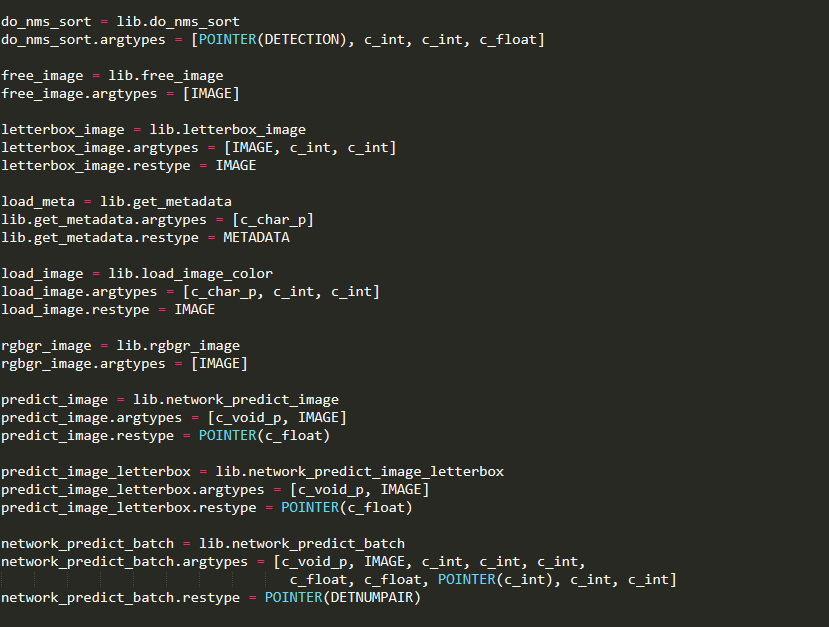 do_nms_sort = lib.do_nms_sort
do_nms_sort.argtypes = [POINTER(DETECTION), c_int, c_int, c_float]
free_image = lib.free_image
free_image.argtypes = [IMAGE]
letterbox_image = lib.letterbox_image
letterbox_image.argtypes = [IMAGE, c_int, c_int]
letterbox_image.restype = IMAGE
load_meta = lib.get_metadata
lib.get_metadata.argtypes = [c_char_p]
lib.get_metadata.restype = METADATA
load_image = lib.load_image_color
load_image.argtypes = [c_char_p, c_int, c_int]
load_image.restype = IMAGE
rgbgr_image = lib.rgbgr_image
rgbgr_image.argtypes = [IMAGE]
predict_image = lib.network_predict_image
predict_image.argtypes = [c_void_p, IMAGE]
predict_image.restype = POINTER(c_float)
predict_image_letterbox = lib.network_predict_image_letterbox
predict_image_letterbox.argtypes = [c_void_p, IMAGE]
predict_image_letterbox.restype = POINTER(c_float)
network_predict_batch = lib.network_predict_batch
network_predict_batch.argtypes = [c_void_p, IMAGE, c_int, c_int, c_int,
c_float, c_float, POINTER(c_int), c_int, c_int]
network_predict_batch.restype = POINTER(DETNUMPAIR)